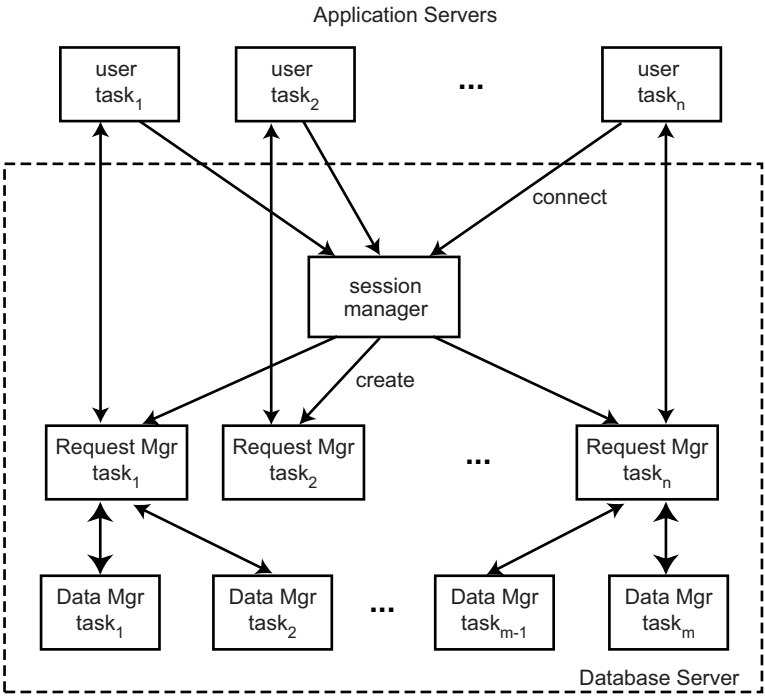 Application Servers
user
task1
user
task2
...
user
taskn
connect
session
manager
create
Request Mgr
task1
Request Mgr
task2
...
Request Mgr
taskn
Data Mgr
task1
Data Mgr
task2
...
Data Mgr
taskm-1
Data Mgr
taskm
Database Server